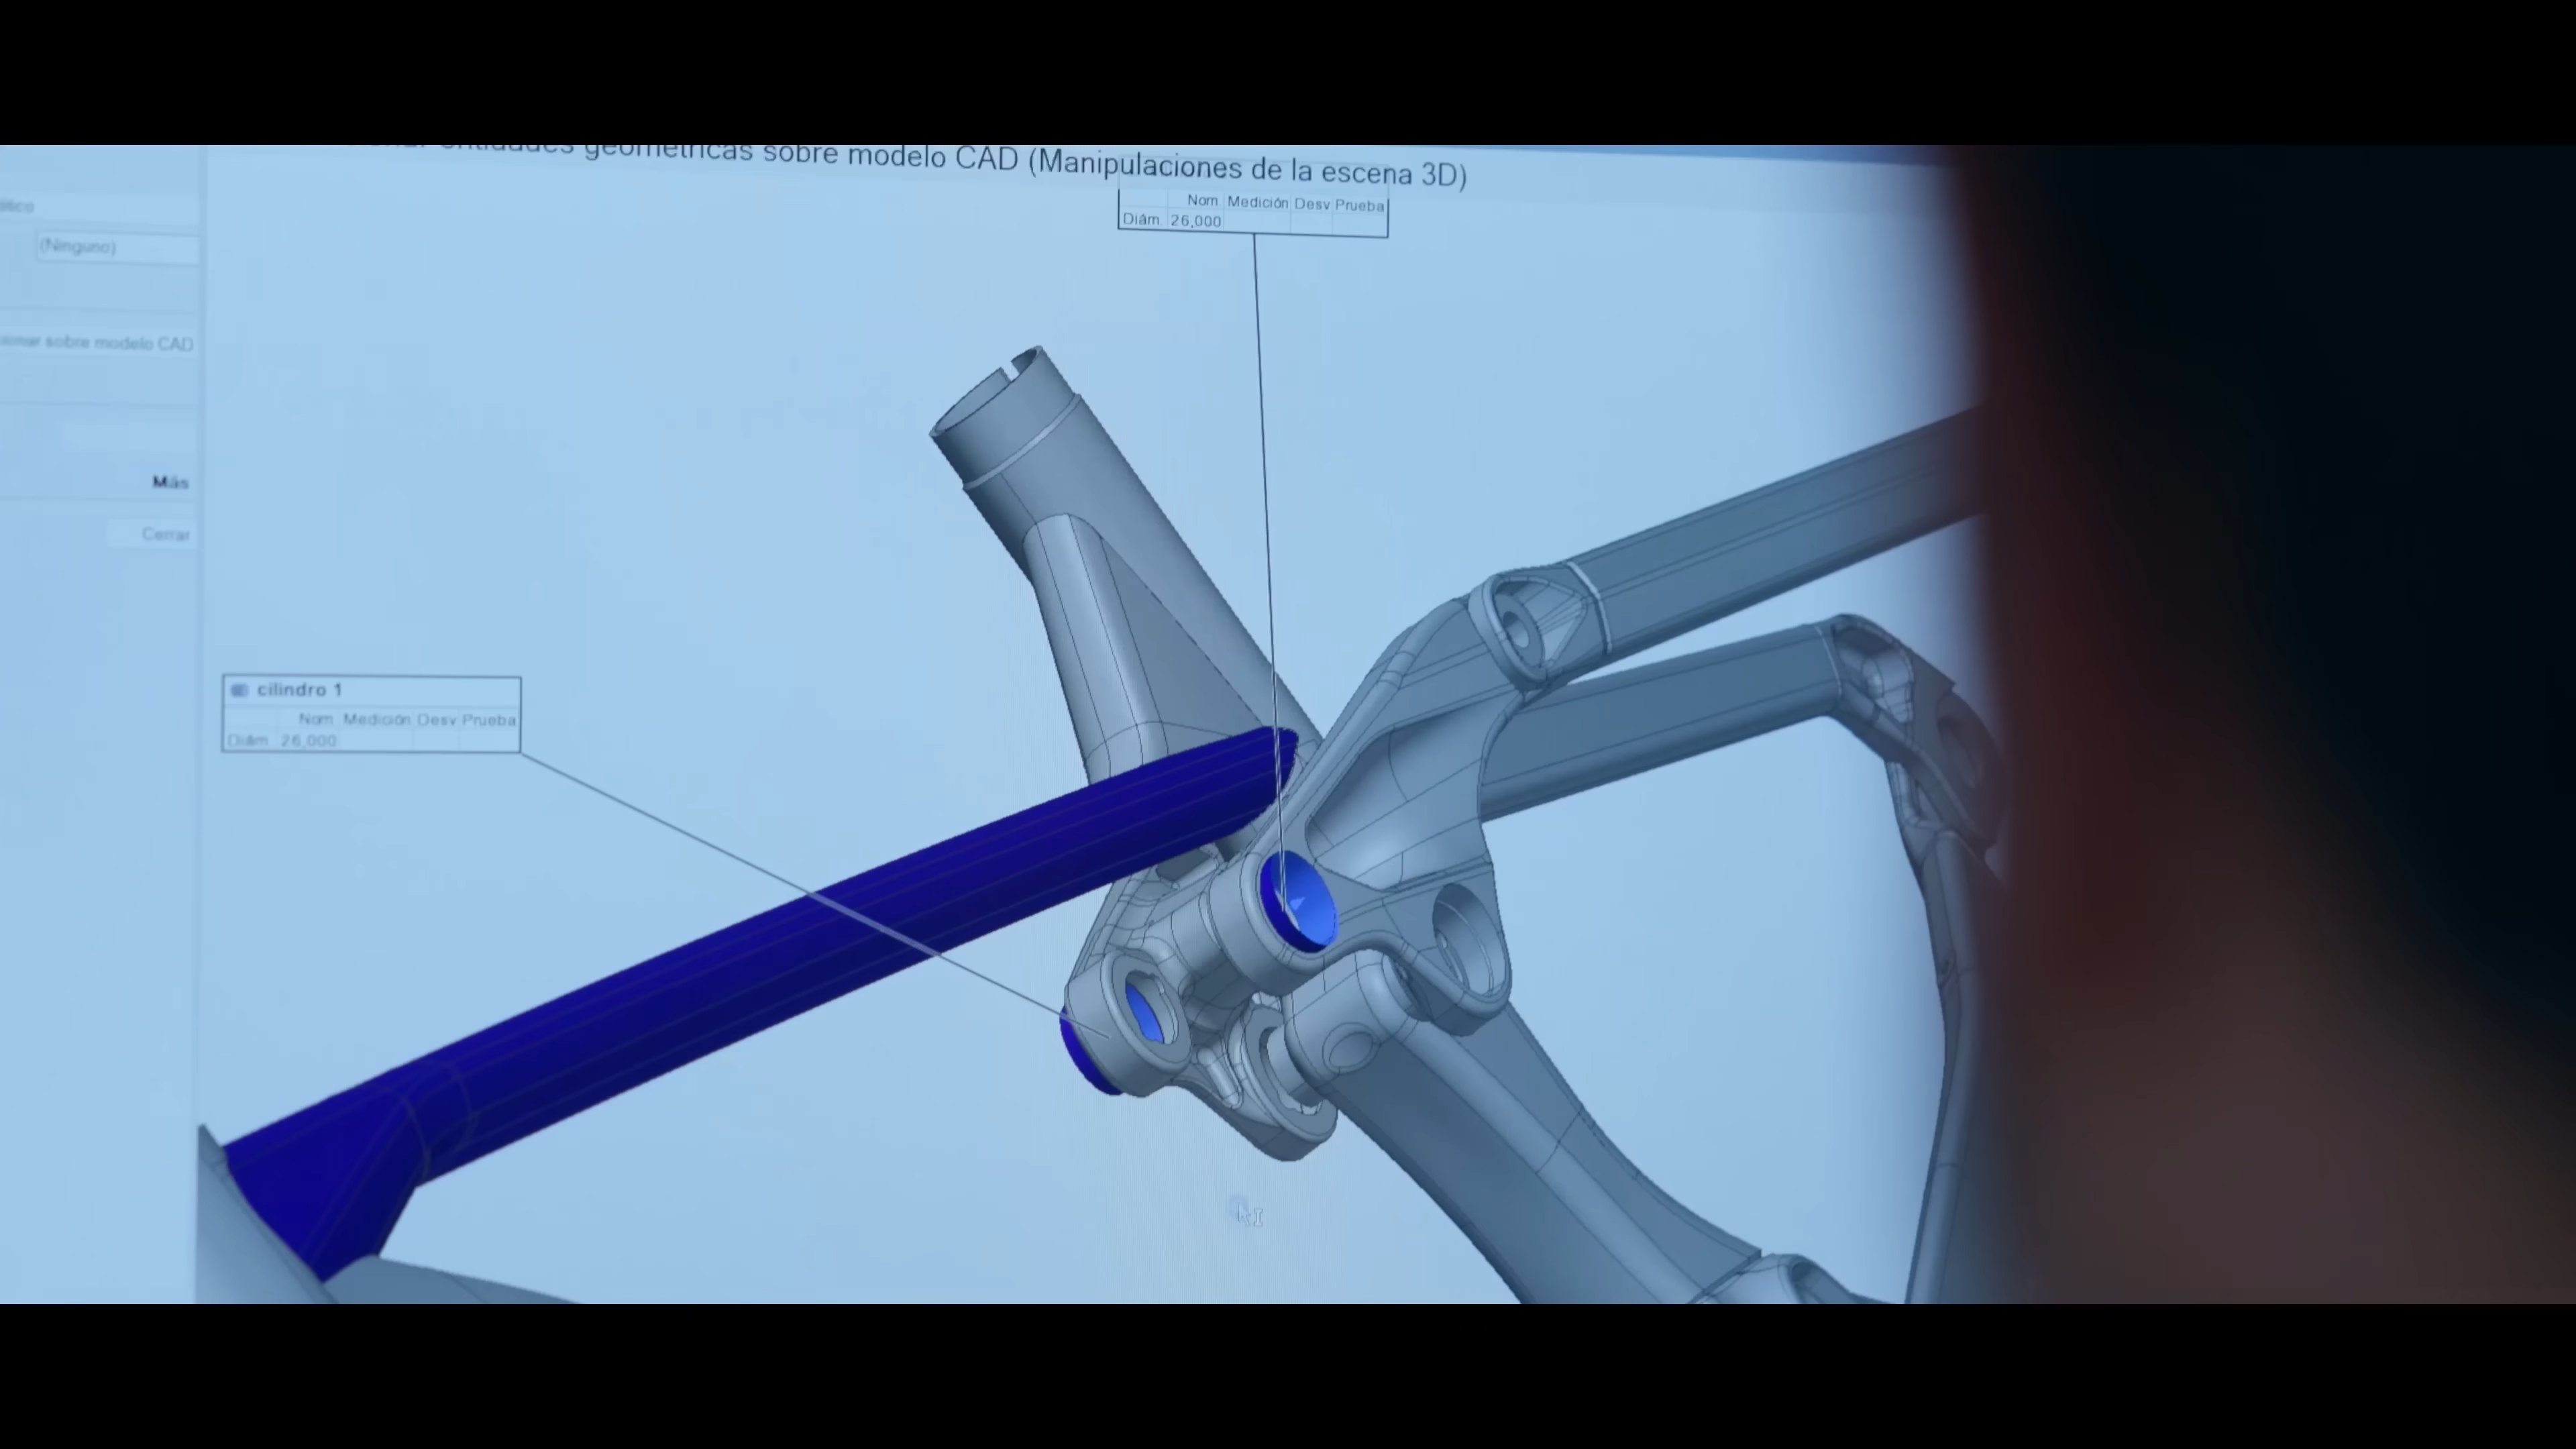 entidades geométricas sobre modelo CAD (Manipulaciones de la escena 3D)
Nom Medición Desv Prueba
Diám. 26,000
(Ninguno)
sobre modelo CAD
Más
Cerrar
cilindro 1
Nom Medición Desv Prueba
Diám. 26,000